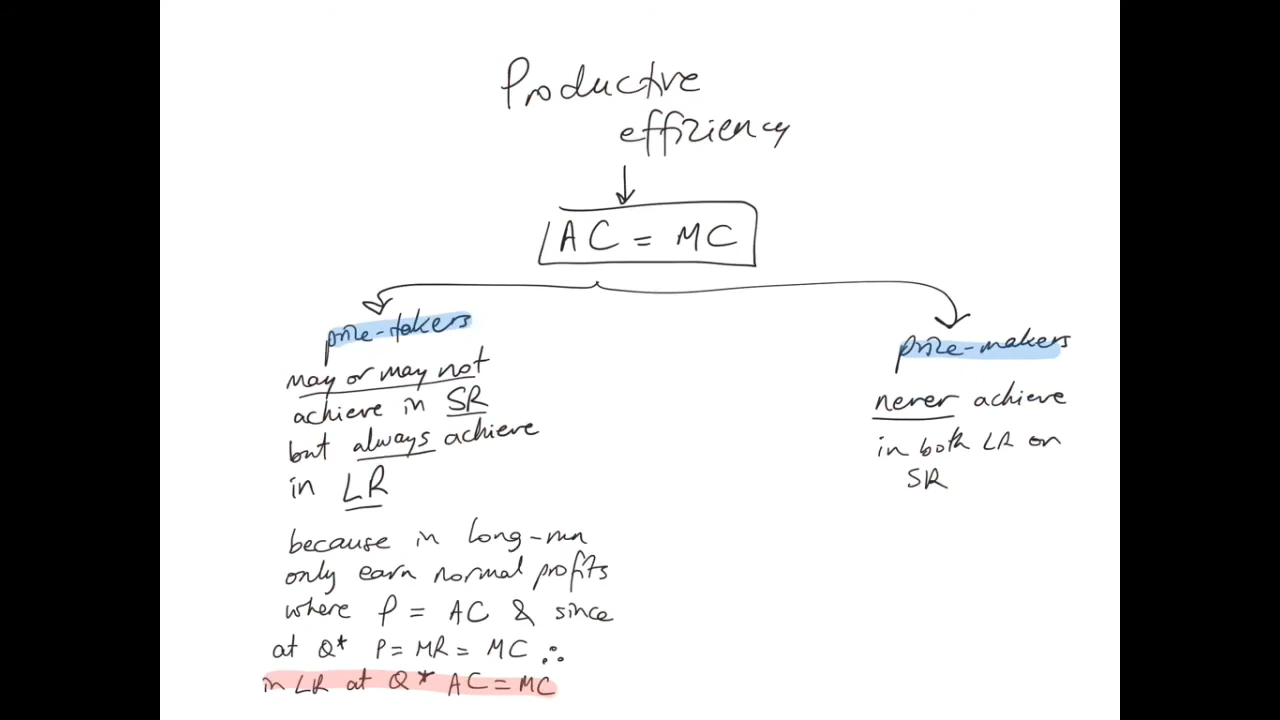 Productive
efficiency
AC = MC
price-takers
may or may not
achieve in SR
but always achieve
in LR
because in long-run
only earn normal profits
where P = AC & since
at Q* P = MR = MC ∴
in LR at Q* AC = MC
price-makers
never achieve
in both LR or
SR